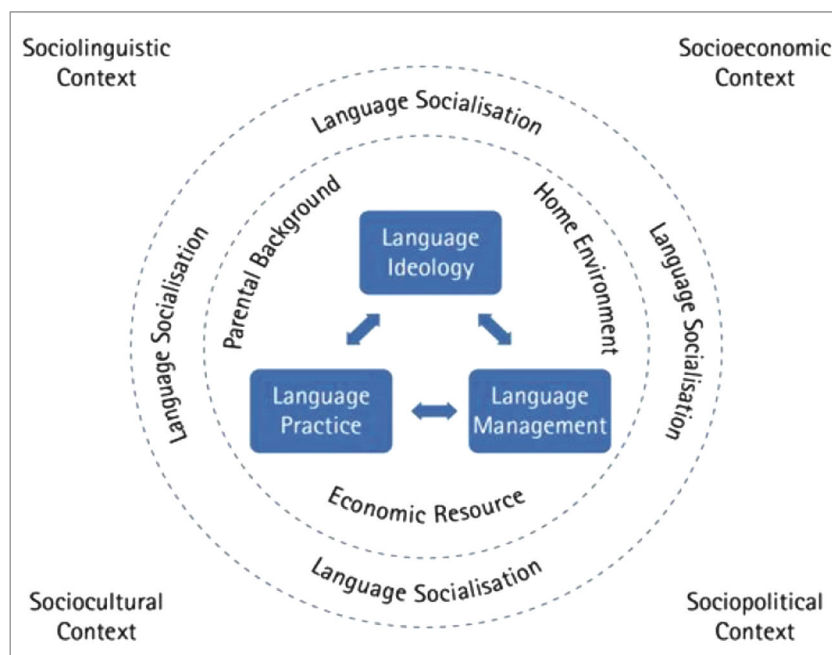 Sociolinguistic
Context
Socioeconomic
Context
Language Socialisation
Parental Background
Home Environment
Language Socialisation
Language Socialisation
Language
Ideology
Language
Practice
Language
Management
Economic Resource
Language Socialisation
Sociocultural
Context
Sociopolitical
Context